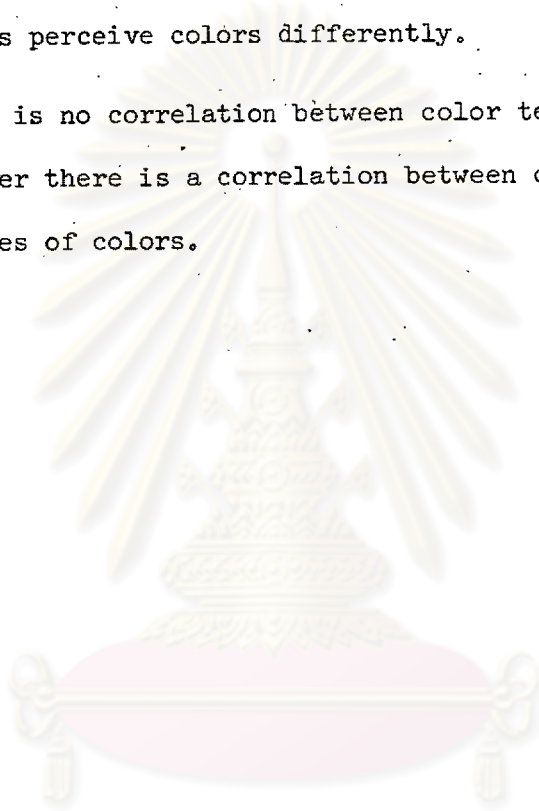 s perceive colors differently.
is no correlation between color te
er there is a correlation between
es of colors.